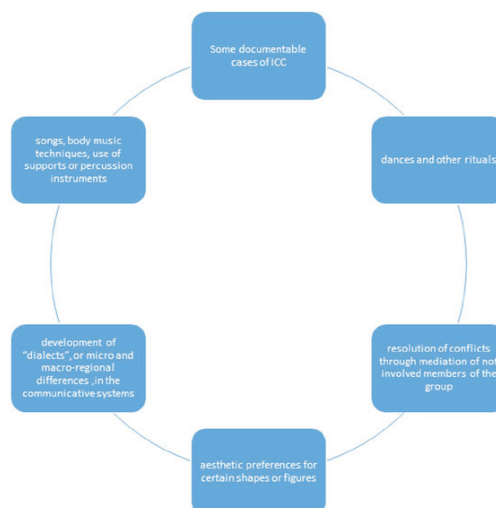 Some documentable
cases of ICC
dances and other rituals
resolution of conflicts
through mediation of not
involved members of the
group
aesthetic preferences for
certain shapes or figures
development of
"dialects", or micro and
macro-regional
differences ,in the
communicative systems
songs, body music
techniques, use of
supports or percussion
instruments